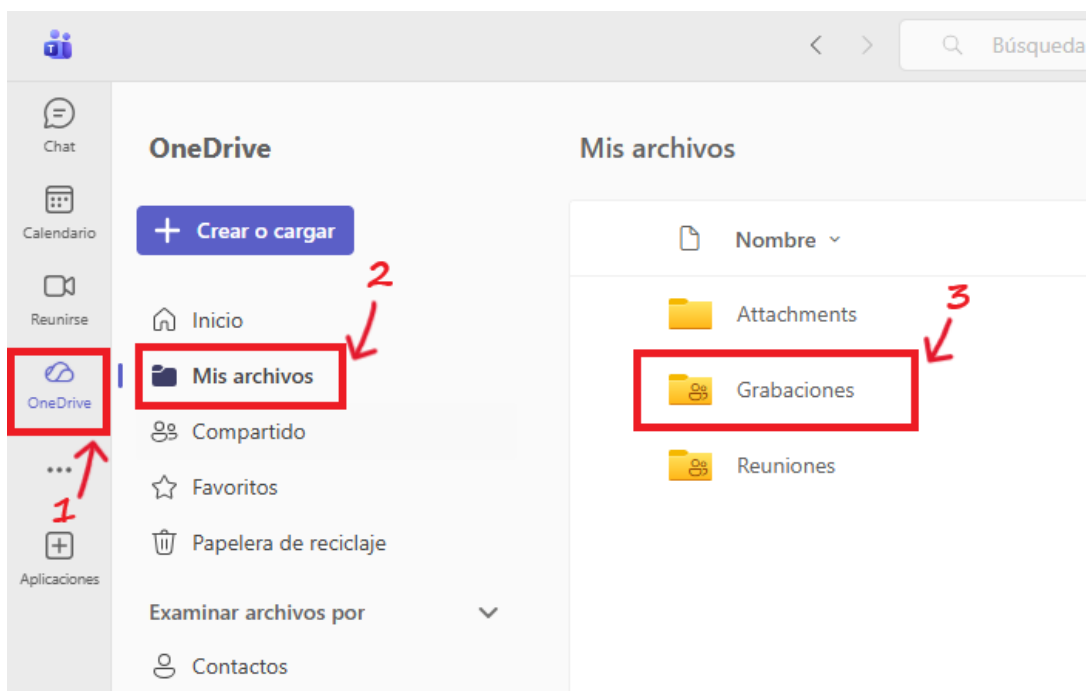 Búsqueda
Chat
Calendario
Reunirse
OneDrive
Aplicaciones
1
OneDrive
+ Crear o cargar
2
Inicio
Mis archivos
Compartido
Favoritos
Papelera de reciclaje
Examinar archivos por
Contactos
Mis archivos
Nombre
Attachments
3
Grabaciones
Reuniones